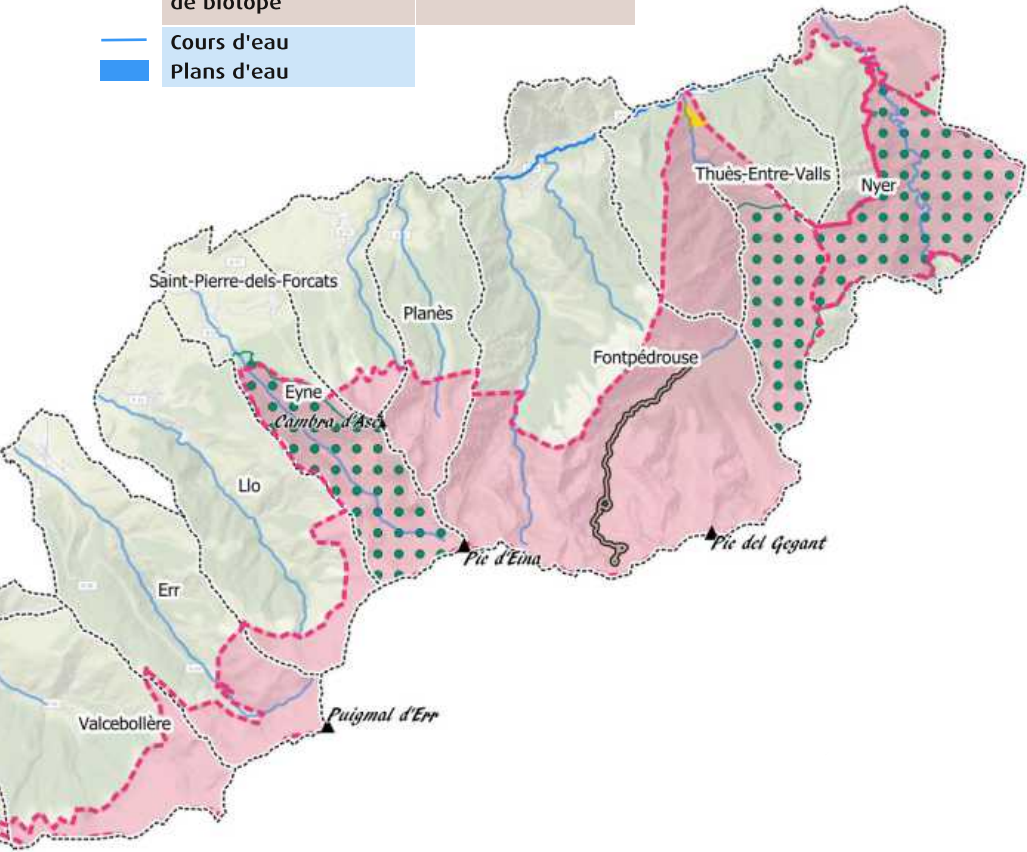 de biotope
Cours d'eau
Plans d'eau
Thuès-Entre-Valls
Nyer
Saint-Pierre-dels-Forcats
Planès
Fontpédrouse
Eyne
Cambra d'Asc
Llo
Pic d'Eina
Pic del Gegant
Err
Puigmal d'Err
Valcebollère